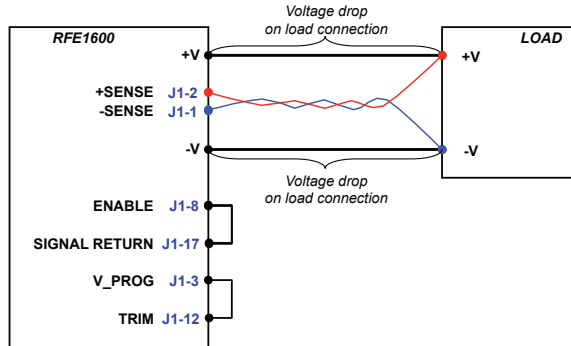 Voltage drop
on load connection
RFE1600
LOAD
+V
+V
+SENSE J1-2
-SENSE J1-1
-V
-V
Voltage drop
on load connection
ENABLE J1-8
SIGNAL RETURN J1-17
V_PROG J1-3
TRIM J1-12